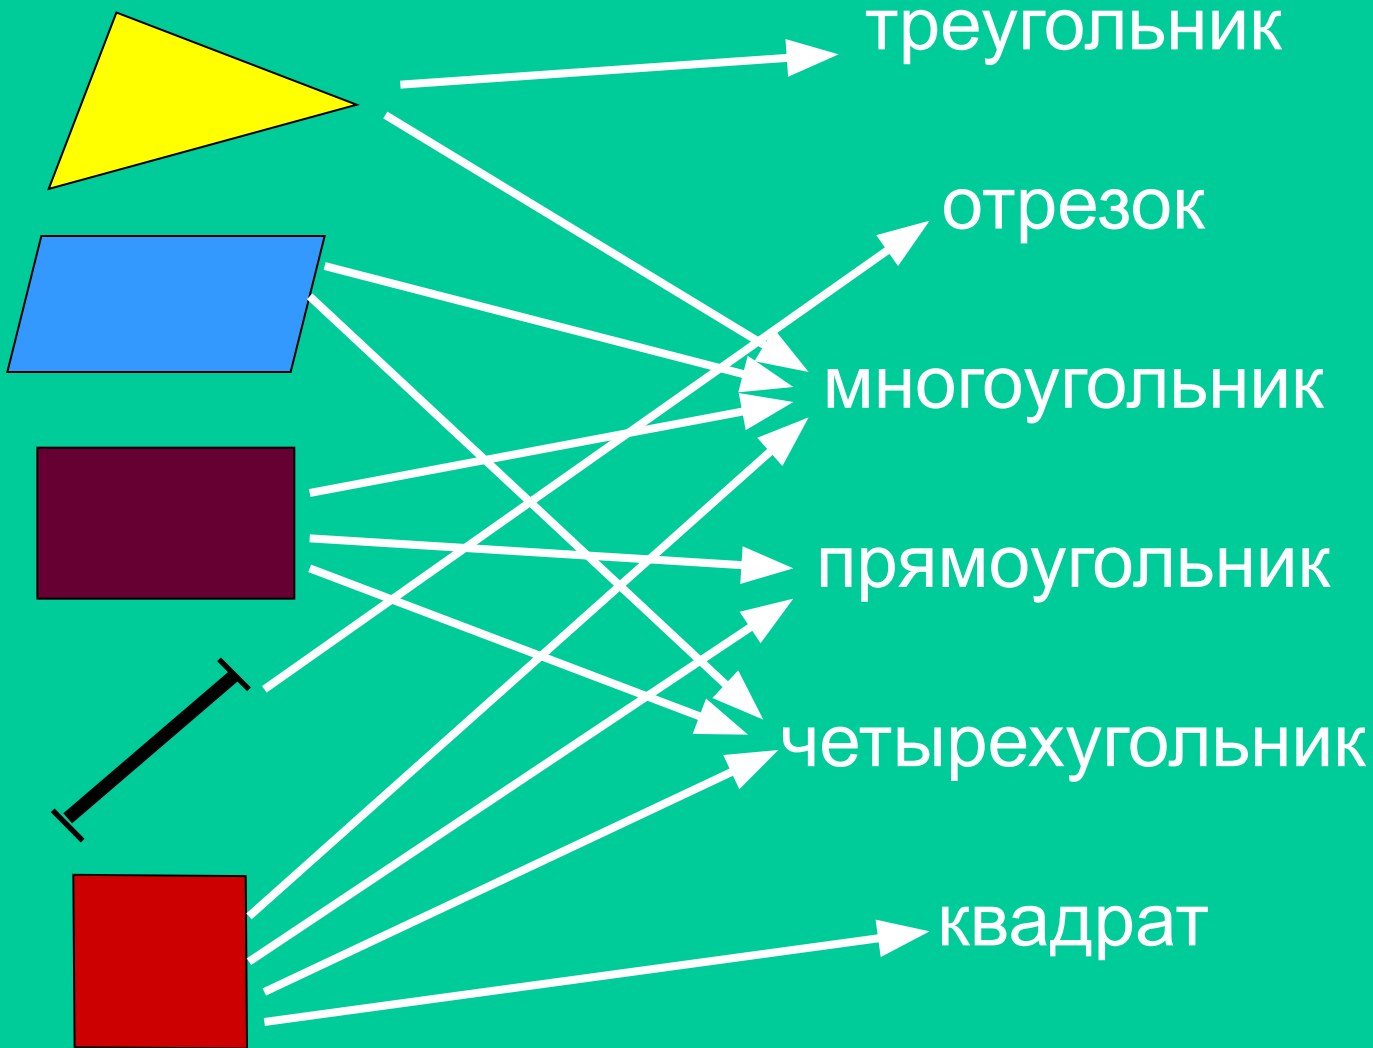 треугольник
отрезок
многоугольник
прямоугольник
четырехугольник
квадрат